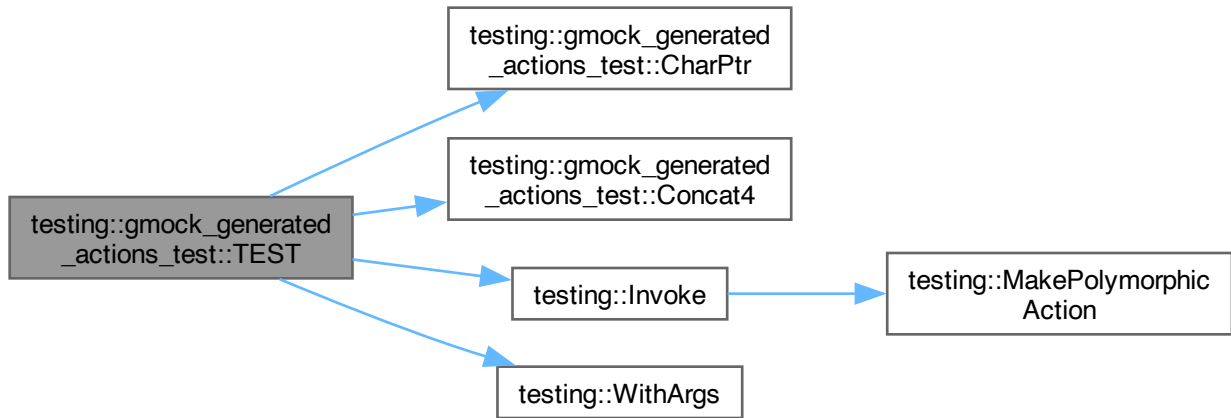 testing::gmock_generated
_actions_test::CharPtr
testing::gmock_generated
_actions_test::Concat4
testing::gmock_generated
_actions_test::TEST
testing::Invoke
testing::MakePolymorphic
Action
testing::WithArgs